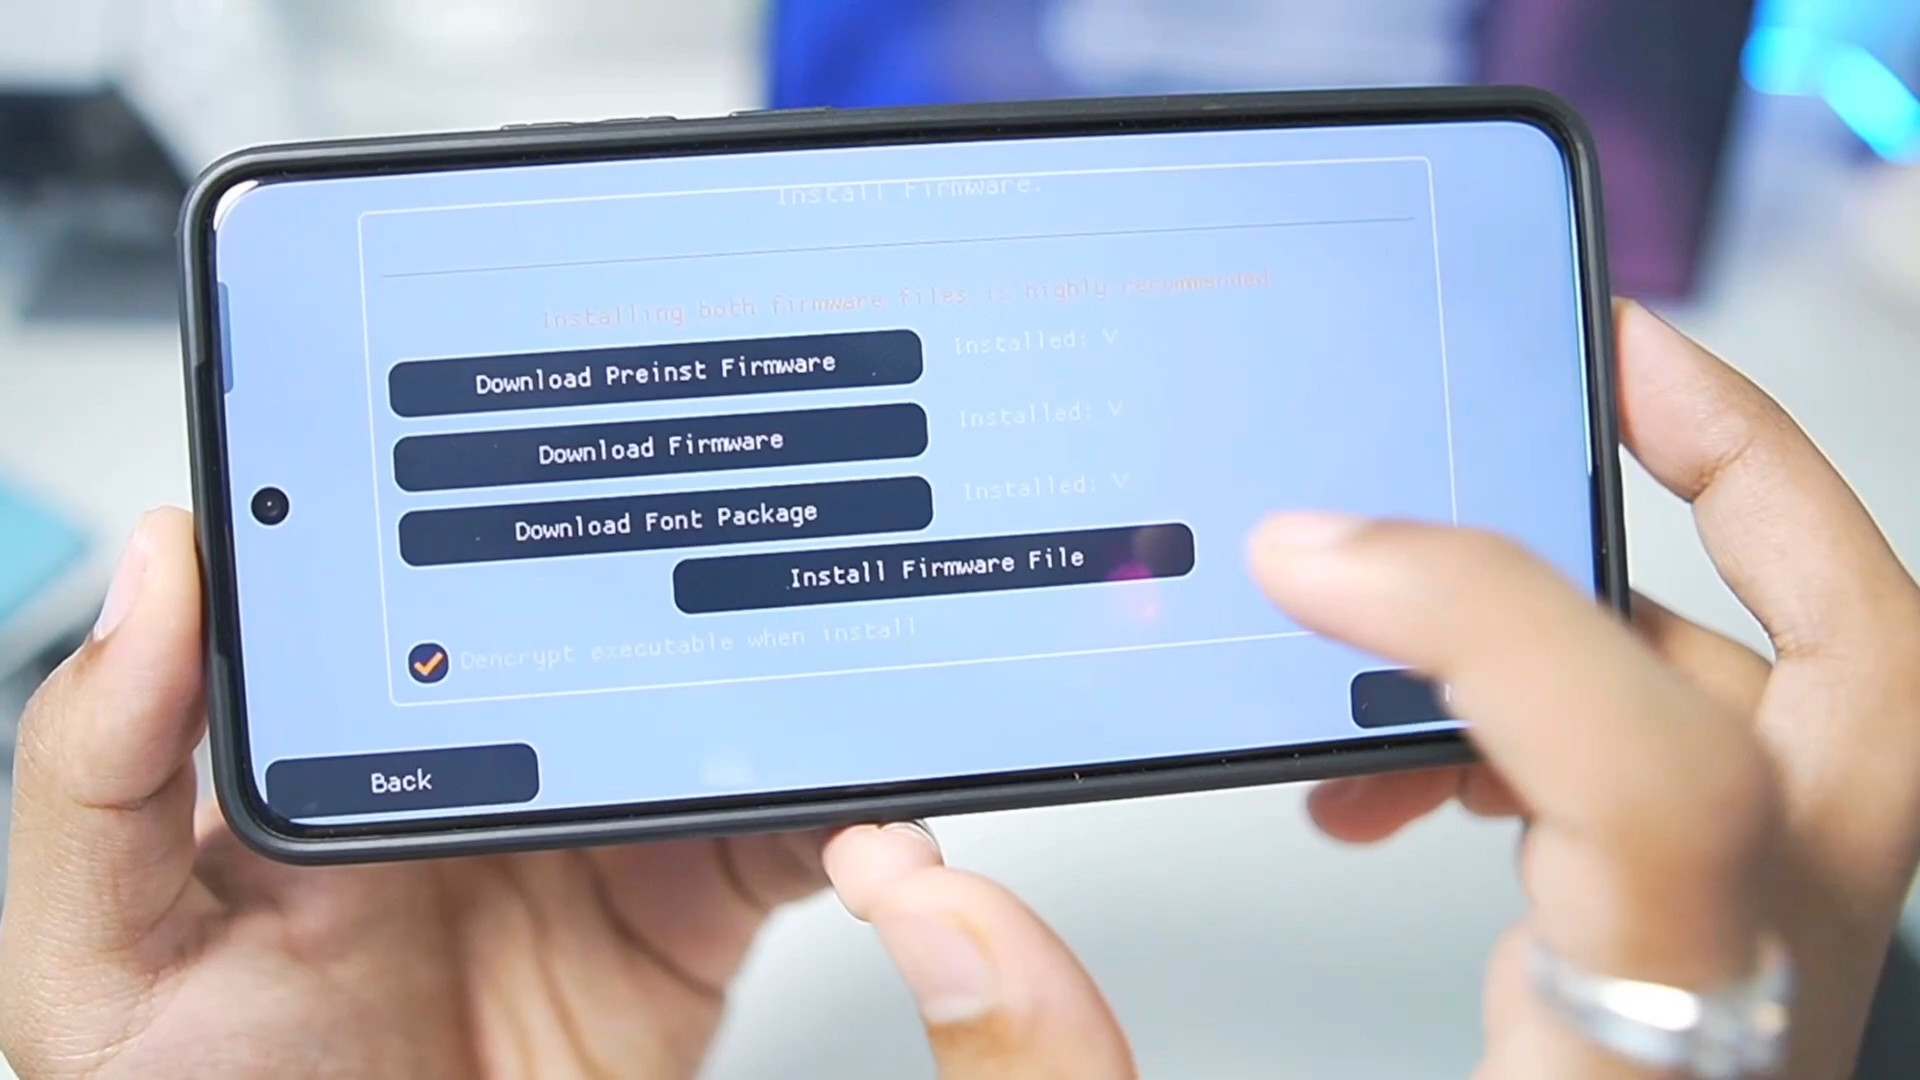 Install Firmware.
Installing both firmware files is highly recommended.
Download Preinst Firmware
Installed: V
Download Firmware
Installed: V
Download Font Package
Installed: V
Install Firmware File
Dencrypt executable when install
Back